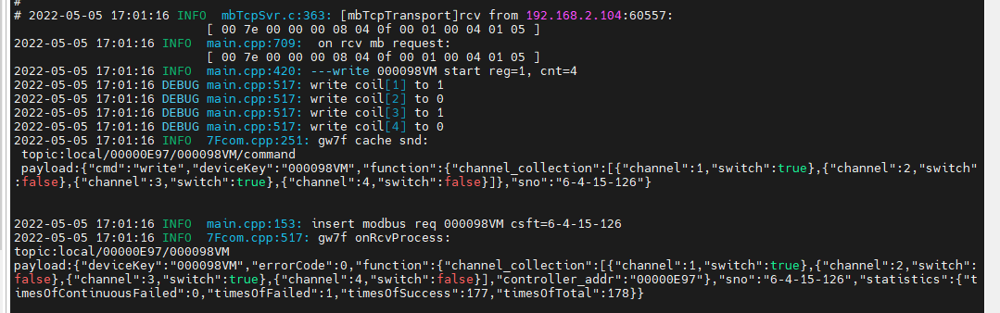 #
# 2022-05-05 17:01:16 INFO  mbTcpSvr.c:363: [mbTcpTransport]rcv from 192.168.2.104:60557:
[ 00 7e 00 00 00 08 04 0f 00 01 00 04 01 05 ]
2022-05-05 17:01:16 INFO  main.cpp:709:  on rcv mb request:
[ 00 7e 00 00 00 08 04 0f 00 01 00 04 01 05 ]
2022-05-05 17:01:16 INFO  main.cpp:420: ---write 000098VM start reg=1, cnt=4
2022-05-05 17:01:16 DEBUG main.cpp:517: write coil[1] to 1
2022-05-05 17:01:16 DEBUG main.cpp:517: write coil[2] to 0
2022-05-05 17:01:16 DEBUG main.cpp:517: write coil[3] to 1
2022-05-05 17:01:16 DEBUG main.cpp:517: write coil[4] to 0
2022-05-05 17:01:16 INFO  7Fcom.cpp:251: gw7f cache snd:
topic:local/00000E97/000098VM/command
payload:{"cmd":"write","deviceKey":"000098VM","function":{"channel_collection":[{"channel":1,"switch":true},{"channel":2,"switch"
:false},{"channel":3,"switch":true},{"channel":4,"switch":false}]},"sno":"6-4-15-126"}
2022-05-05 17:01:16 INFO  main.cpp:153: insert modbus req 000098VM csft=6-4-15-126
2022-05-05 17:01:16 INFO  7Fcom.cpp:517: gw7f onRcvProcess:
topic:local/00000E97/000098VM
payload:{"deviceKey":"000098VM","errorCode":0,"function":{"channel_collection":[{"channel":1,"switch":true},{"channel":2,"switch":
false},{"channel":3,"switch":true},{"channel":4,"switch":false}],"controller_addr":"00000E97"},"sno":"6-4-15-126","statistics":{"t
imesOfContinuousFailed":0,"timesOfFailed":1,"timesOfSuccess":177,"timesOfTotal":178}}